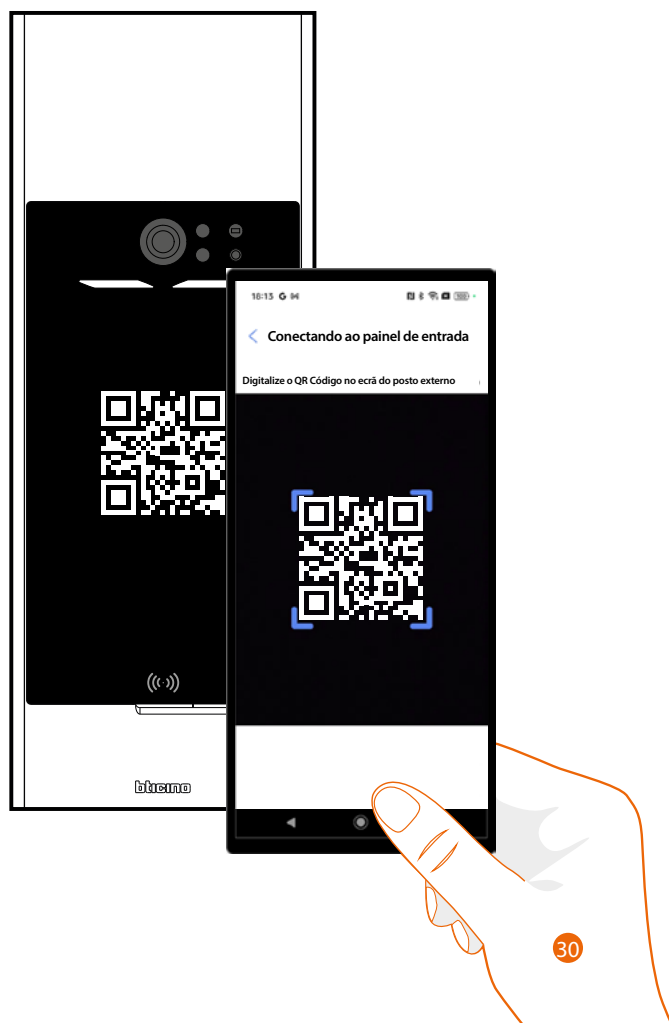 18:13 G
Conectando ao painel de entrada
Digitalize o QR Código no ecrã do posto externo
bticino
30